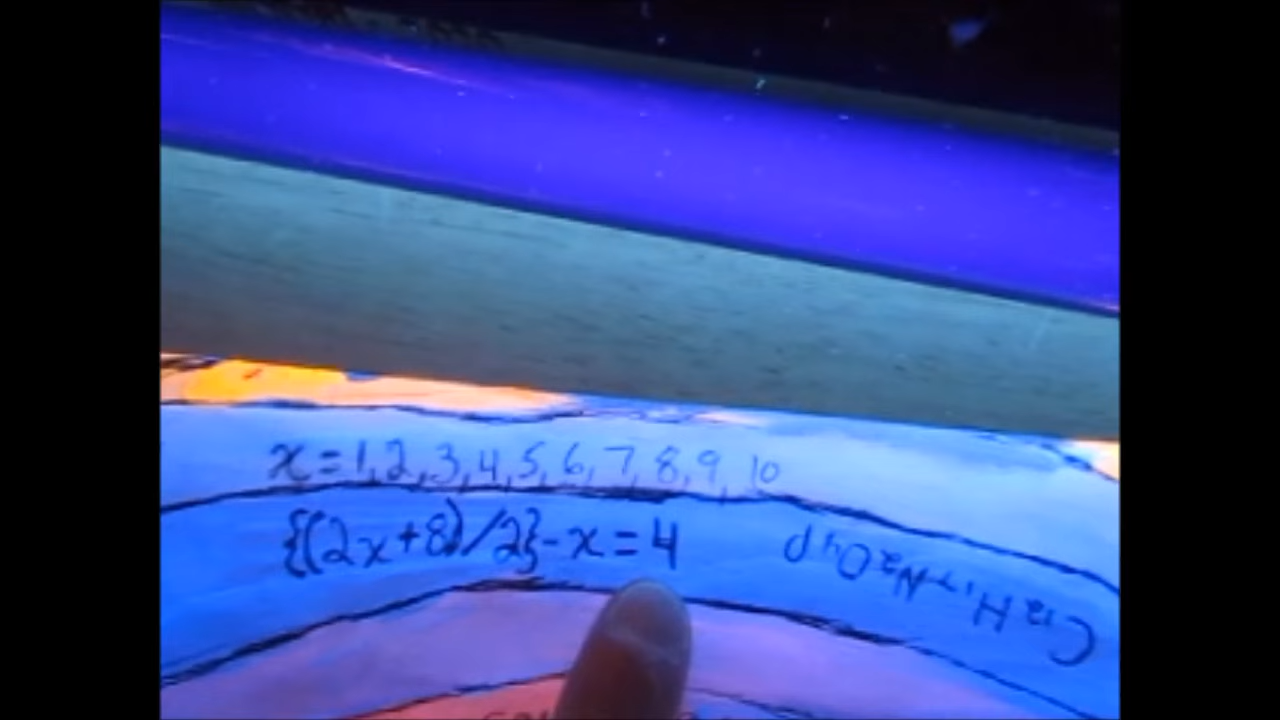 x=1,2,3,4,5,6,7,8,9,10
{(2x+8)/2}-x=4
C12H17N2O4P